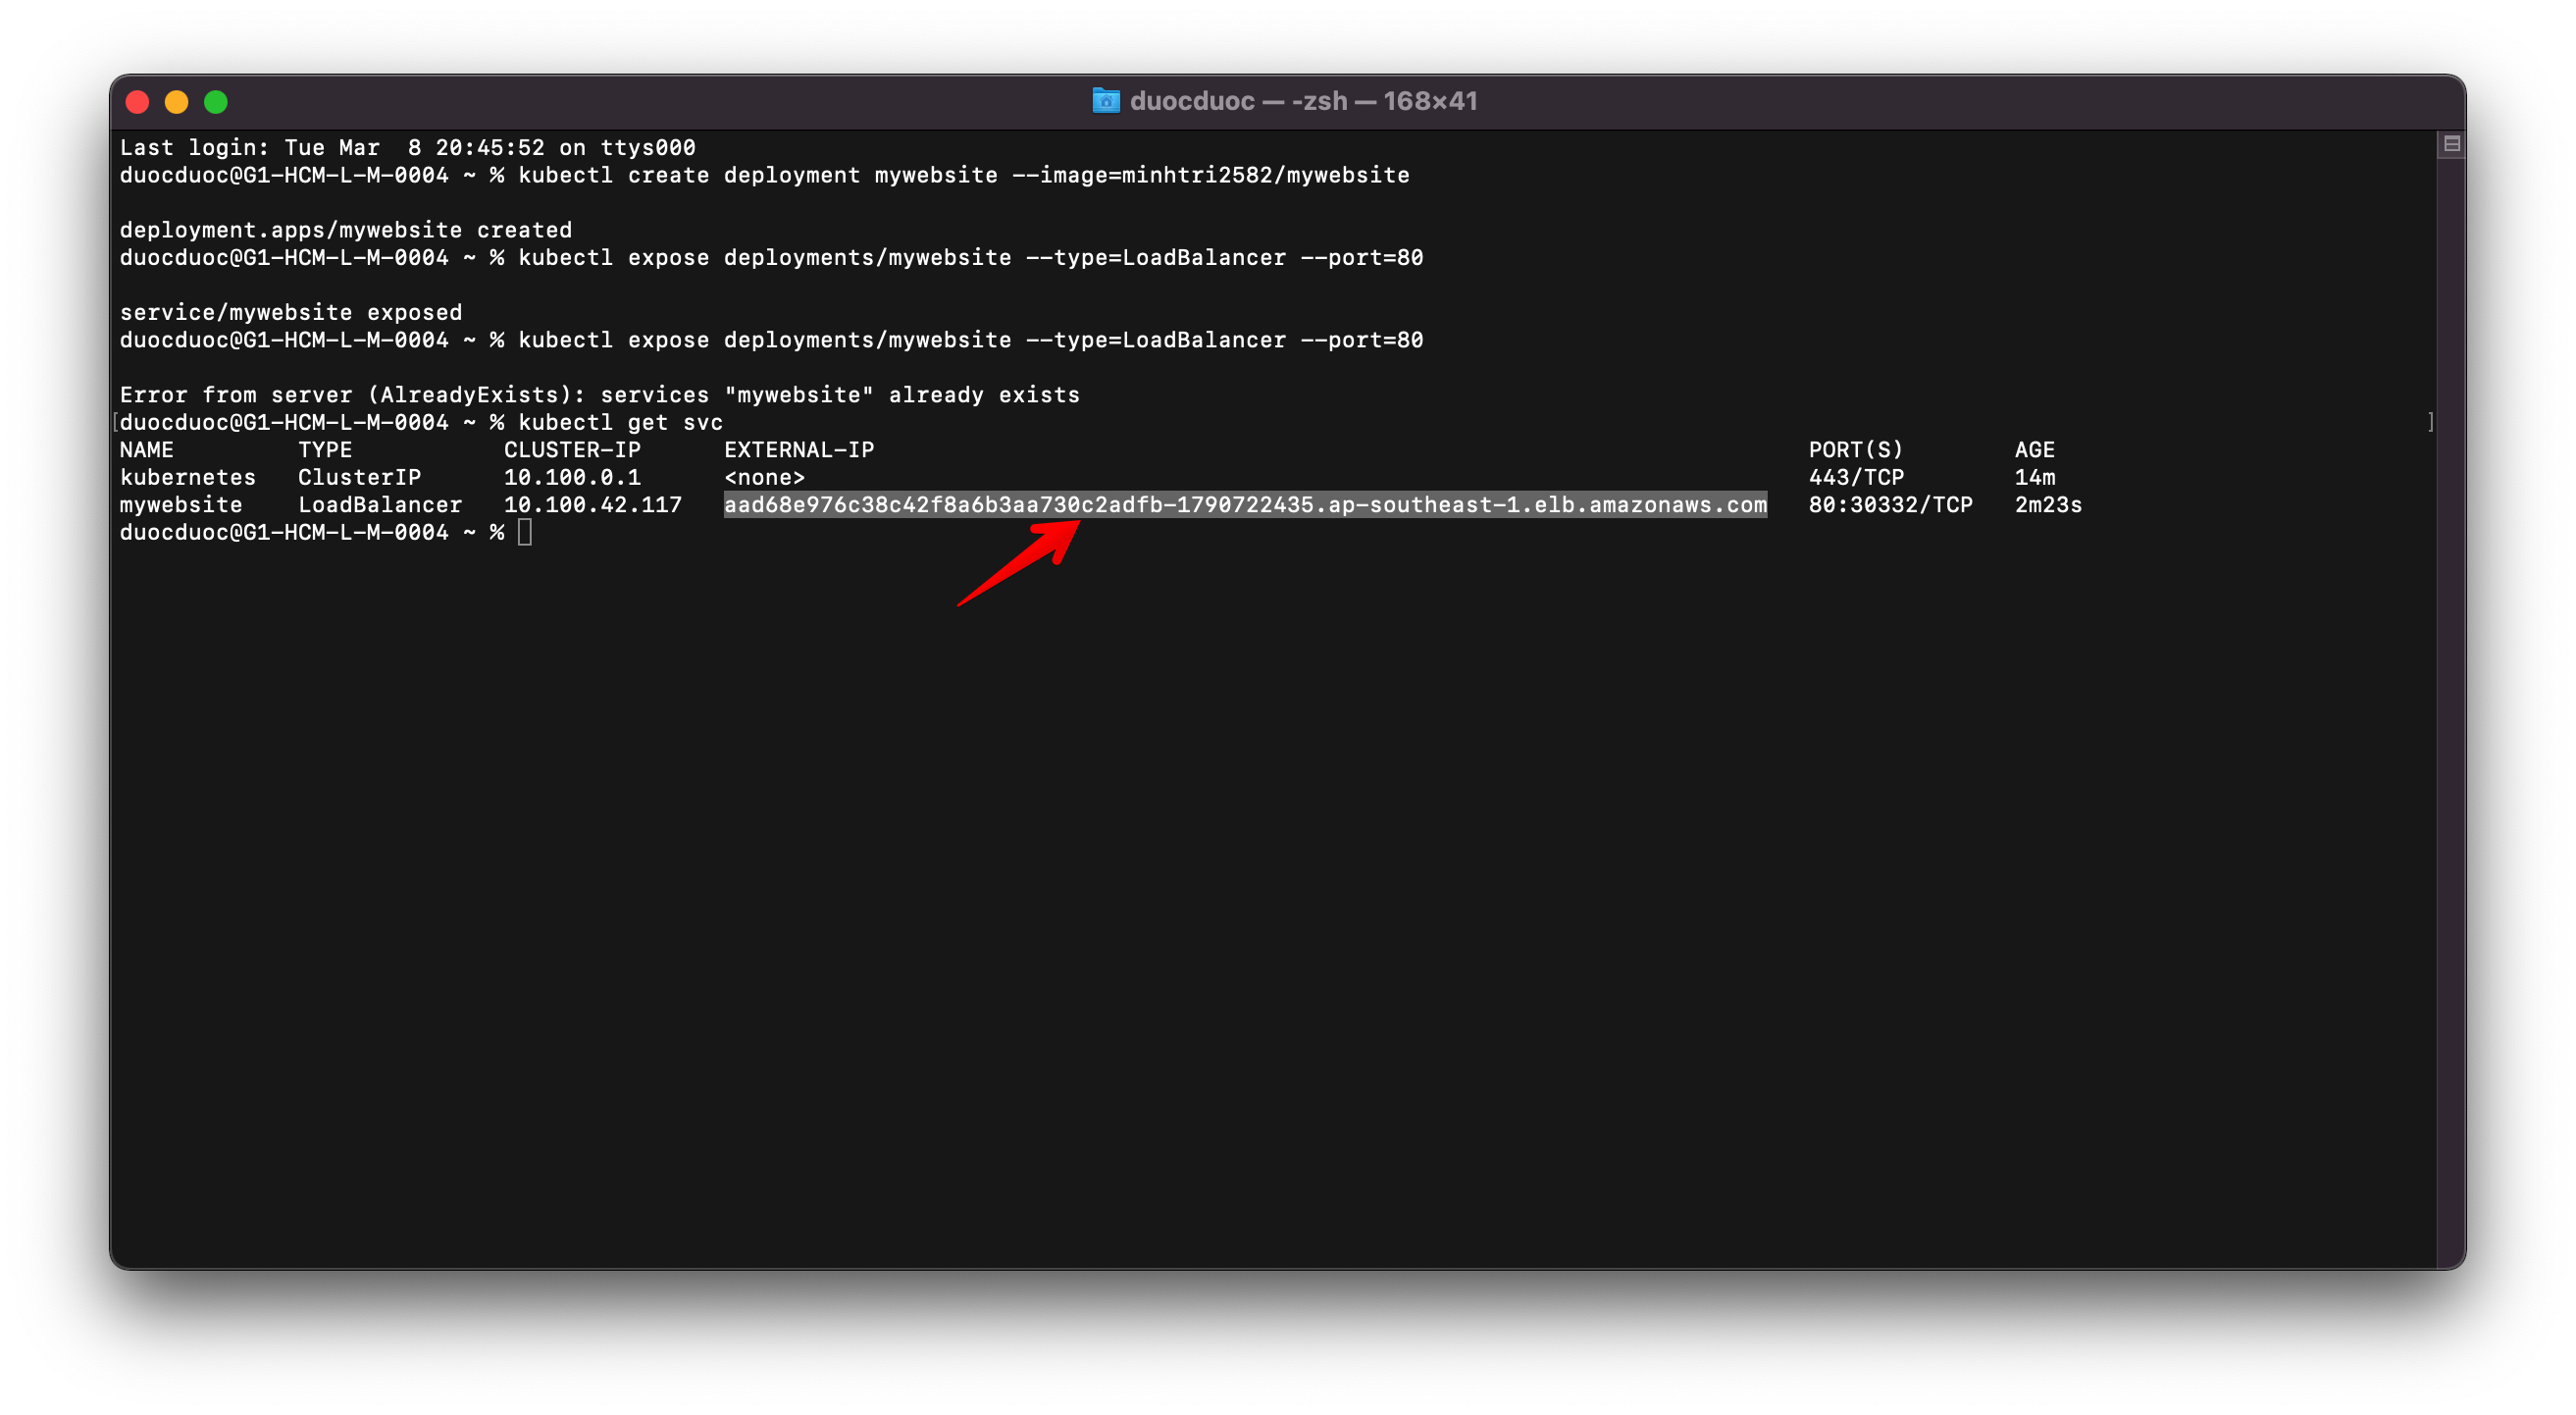 duocduoc — -zsh — 168×41
Last login: Tue Mar  8 20:45:52 on ttys000
duocduoc@G1-HCM-L-M-0004 ~ % kubectl create deployment mywebsite --image=minhtri2582/mywebsite
deployment.apps/mywebsite created
duocduoc@G1-HCM-L-M-0004 ~ % kubectl expose deployments/mywebsite --type=LoadBalancer --port=80
service/mywebsite exposed
duocduoc@G1-HCM-L-M-0004 ~ % kubectl expose deployments/mywebsite --type=LoadBalancer --port=80
Error from server (AlreadyExists): services "mywebsite" already exists
[duocduoc@G1-HCM-L-M-0004 ~ % kubectl get svc ]
NAME         TYPE           CLUSTER-IP      EXTERNAL-IP                                                                    PORT(S)        AGE
kubernetes   ClusterIP      10.100.0.1      <none>                                                                         443/TCP        14m
mywebsite    LoadBalancer   10.100.42.117   aad68e976c38c42f8a6b3aa730c2adfb-1790722435.ap-southeast-1.elb.amazonaws.com   80:30332/TCP   2m23s
duocduoc@G1-HCM-L-M-0004 ~ %